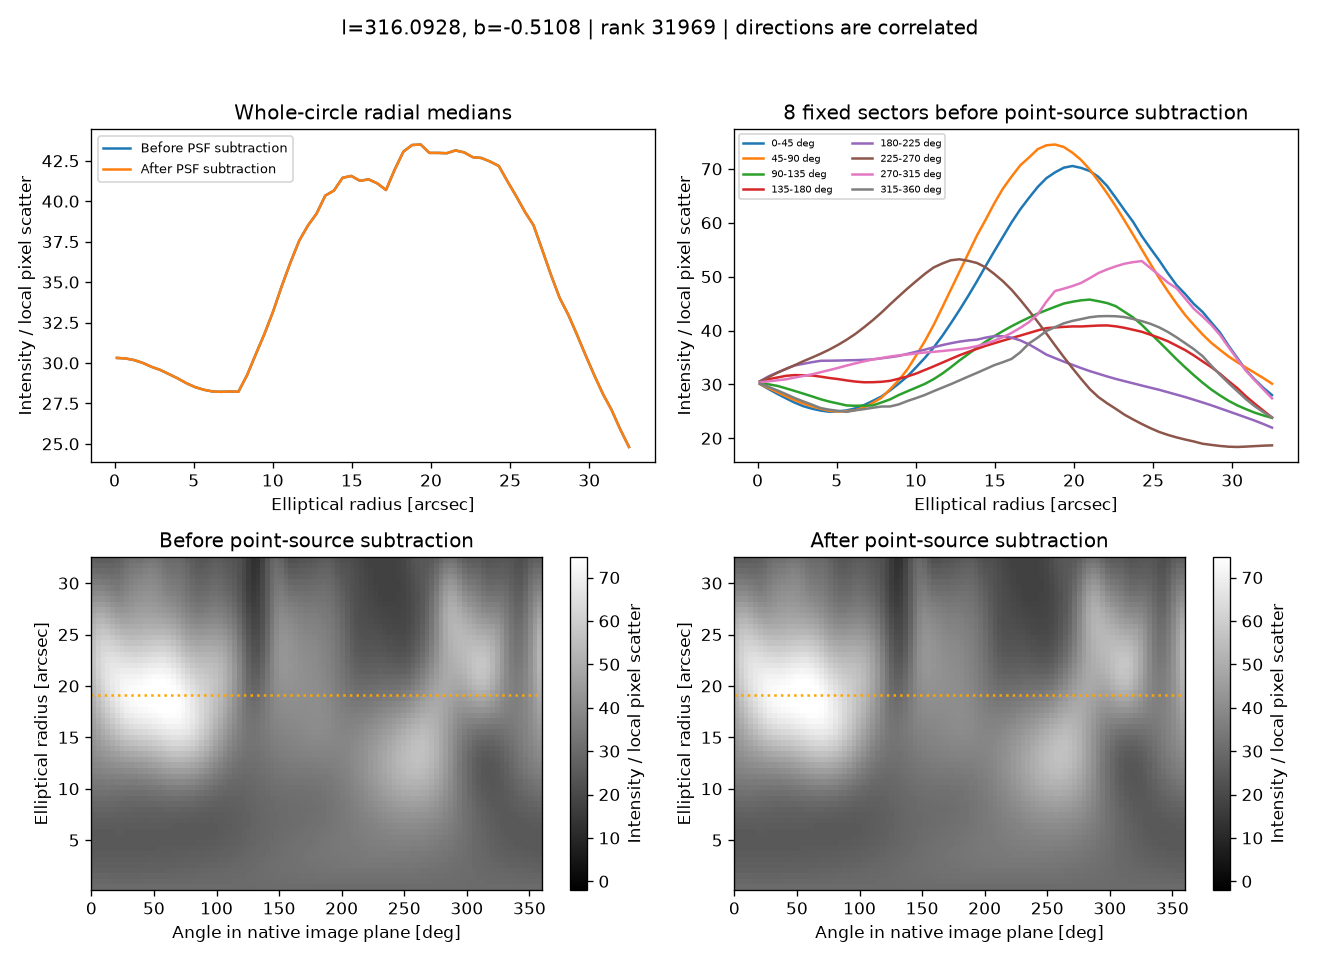 l=316.0928, b=-0.5108 | rank 31969 | directions are correlated
Whole-circle radial medians
Before PSF subtraction
After PSF subtraction
Intensity / local pixel scatter
42.5
40.0
37.5
35.0
32.5
30.0
27.5
25.0
0 5 10 15 20 25 30
Elliptical radius [arcsec]
8 fixed sectors before point-source subtraction
0-45 deg
45-90 deg
90-135 deg
135-180 deg
180-225 deg
225-270 deg
270-315 deg
315-360 deg
Intensity / local pixel scatter
70
60
50
40
30
20
0 5 10 15 20 25 30
Elliptical radius [arcsec]
Before point-source subtraction
Elliptical radius [arcsec]
30
25
20
15
10
5
0 50 100 150 200 250 300 350
Angle in native image plane [deg]
70
60
50
40
30
20
10
0
Intensity / local pixel scatter
After point-source subtraction
Elliptical radius [arcsec]
30
25
20
15
10
5
0 50 100 150 200 250 300 350
Angle in native image plane [deg]
70
60
50
40
30
20
10
0
Intensity / local pixel scatter